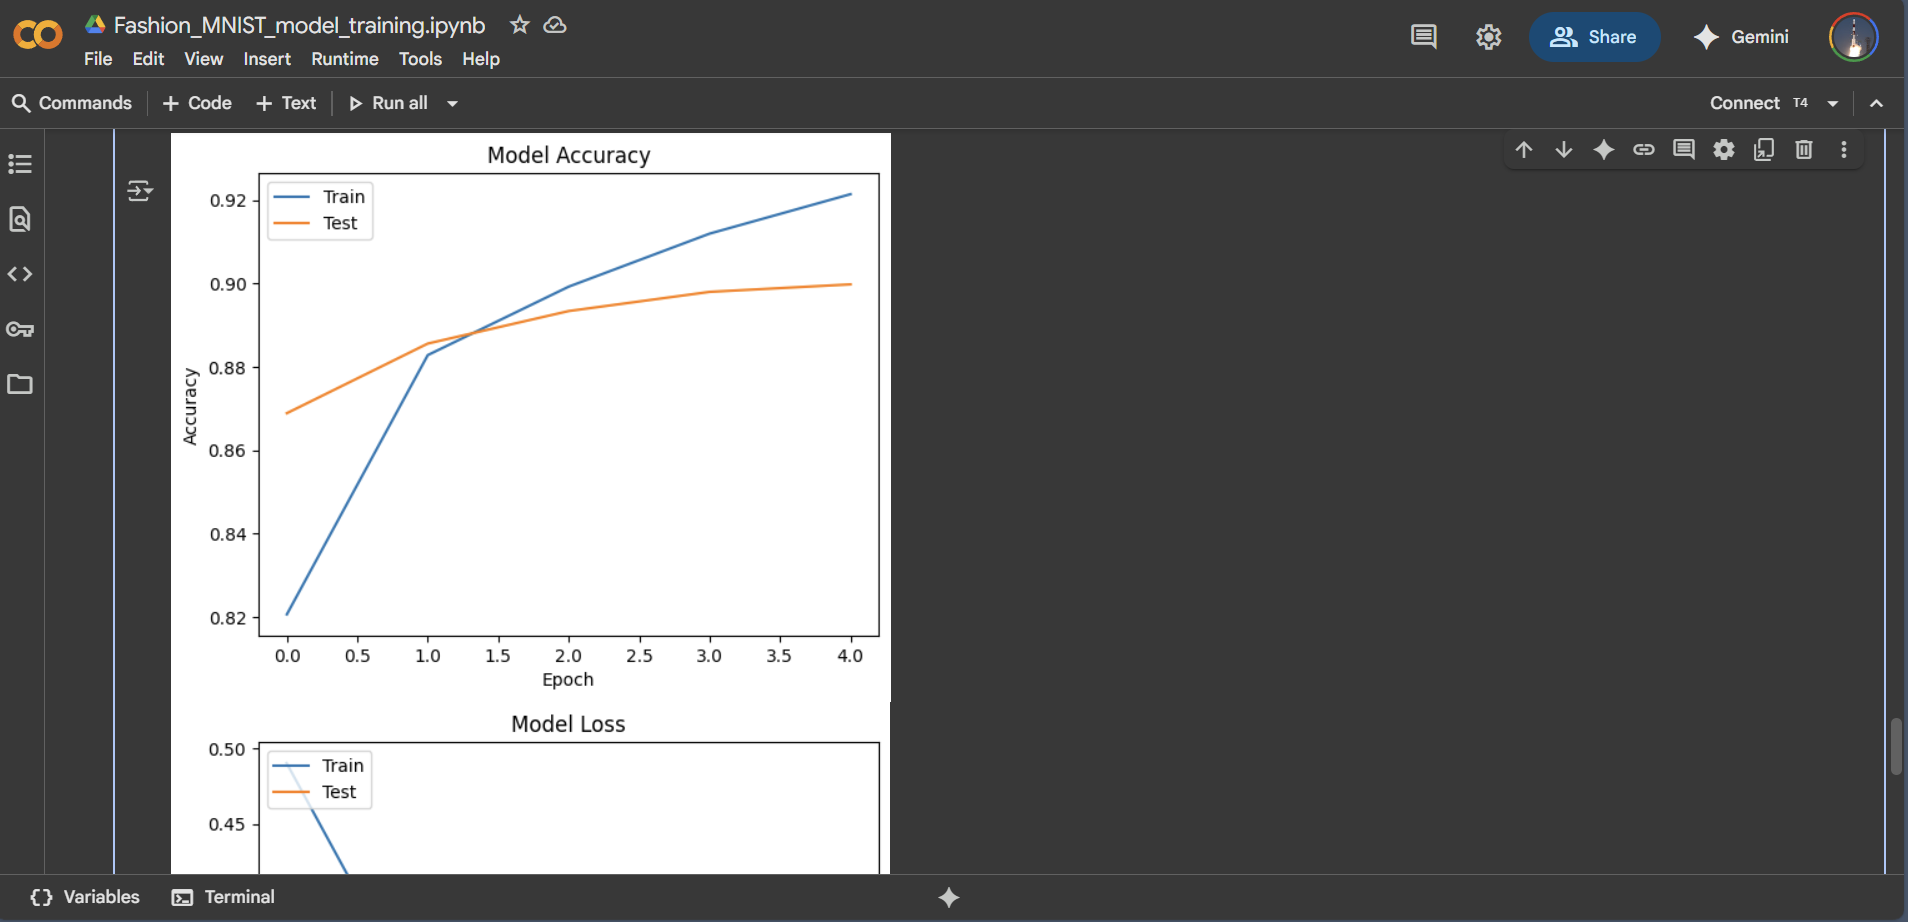 Fashion_MNIST_model_training.ipynb
File Edit View Insert Runtime Tools Help
Share
Gemini
Commands + Code + Text Run all
Connect T4
Model Accuracy
Train
Test
0.92
0.90
0.88
0.86
0.84
0.82
Accuracy
0.0 0.5 1.0 1.5 2.0 2.5 3.0 3.5 4.0
Epoch
Model Loss
Train
Test
0.50
0.45
Variables Terminal